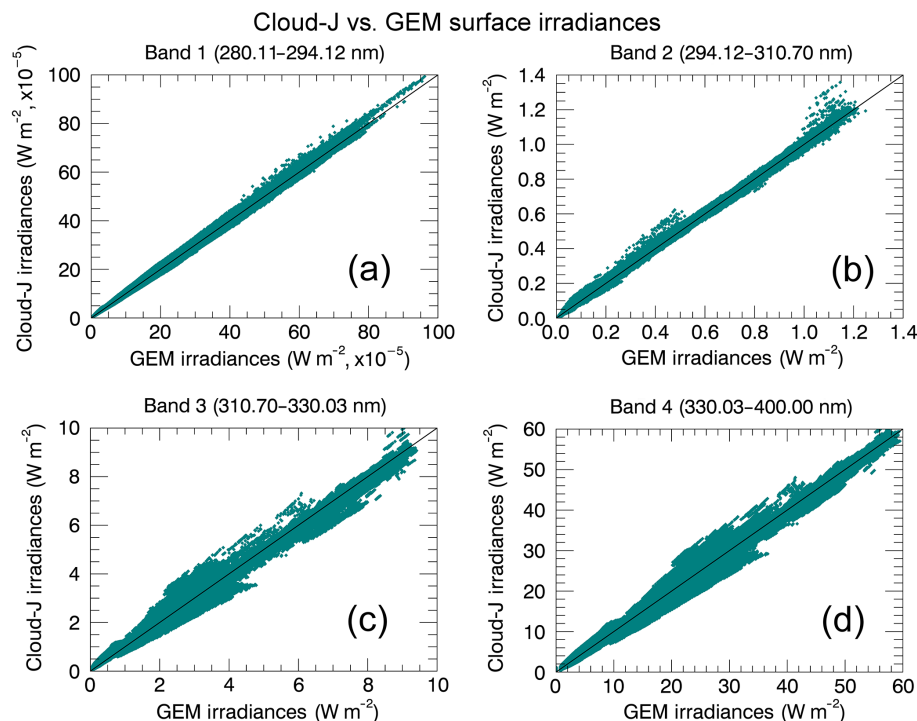 Cloud-J vs. GEM surface irradiances
Band 1 (280.11–294.12 nm)
Cloud-J irradiances (W m⁻², x10⁻⁵)
100
80
60
40
20
0
(a)
0 20 40 60 80 100
GEM irradiances (W m⁻², x10⁻⁵)
Band 2 (294.12–310.70 nm)
Cloud-J irradiances (W m⁻²)
1.4
1.2
1.0
0.8
0.6
0.4
0.2
0.0
(b)
0.0 0.2 0.4 0.6 0.8 1.0 1.2 1.4
GEM irradiances (W m⁻²)
Band 3 (310.70–330.03 nm)
Cloud-J irradiances (W m⁻²)
10
8
6
4
2
0
(c)
0 2 4 6 8 10
GEM irradiances (W m⁻²)
Band 4 (330.03–400.00 nm)
Cloud-J irradiances (W m⁻²)
60
50
40
30
20
10
0
(d)
0 10 20 30 40 50 60
GEM irradiances (W m⁻²)